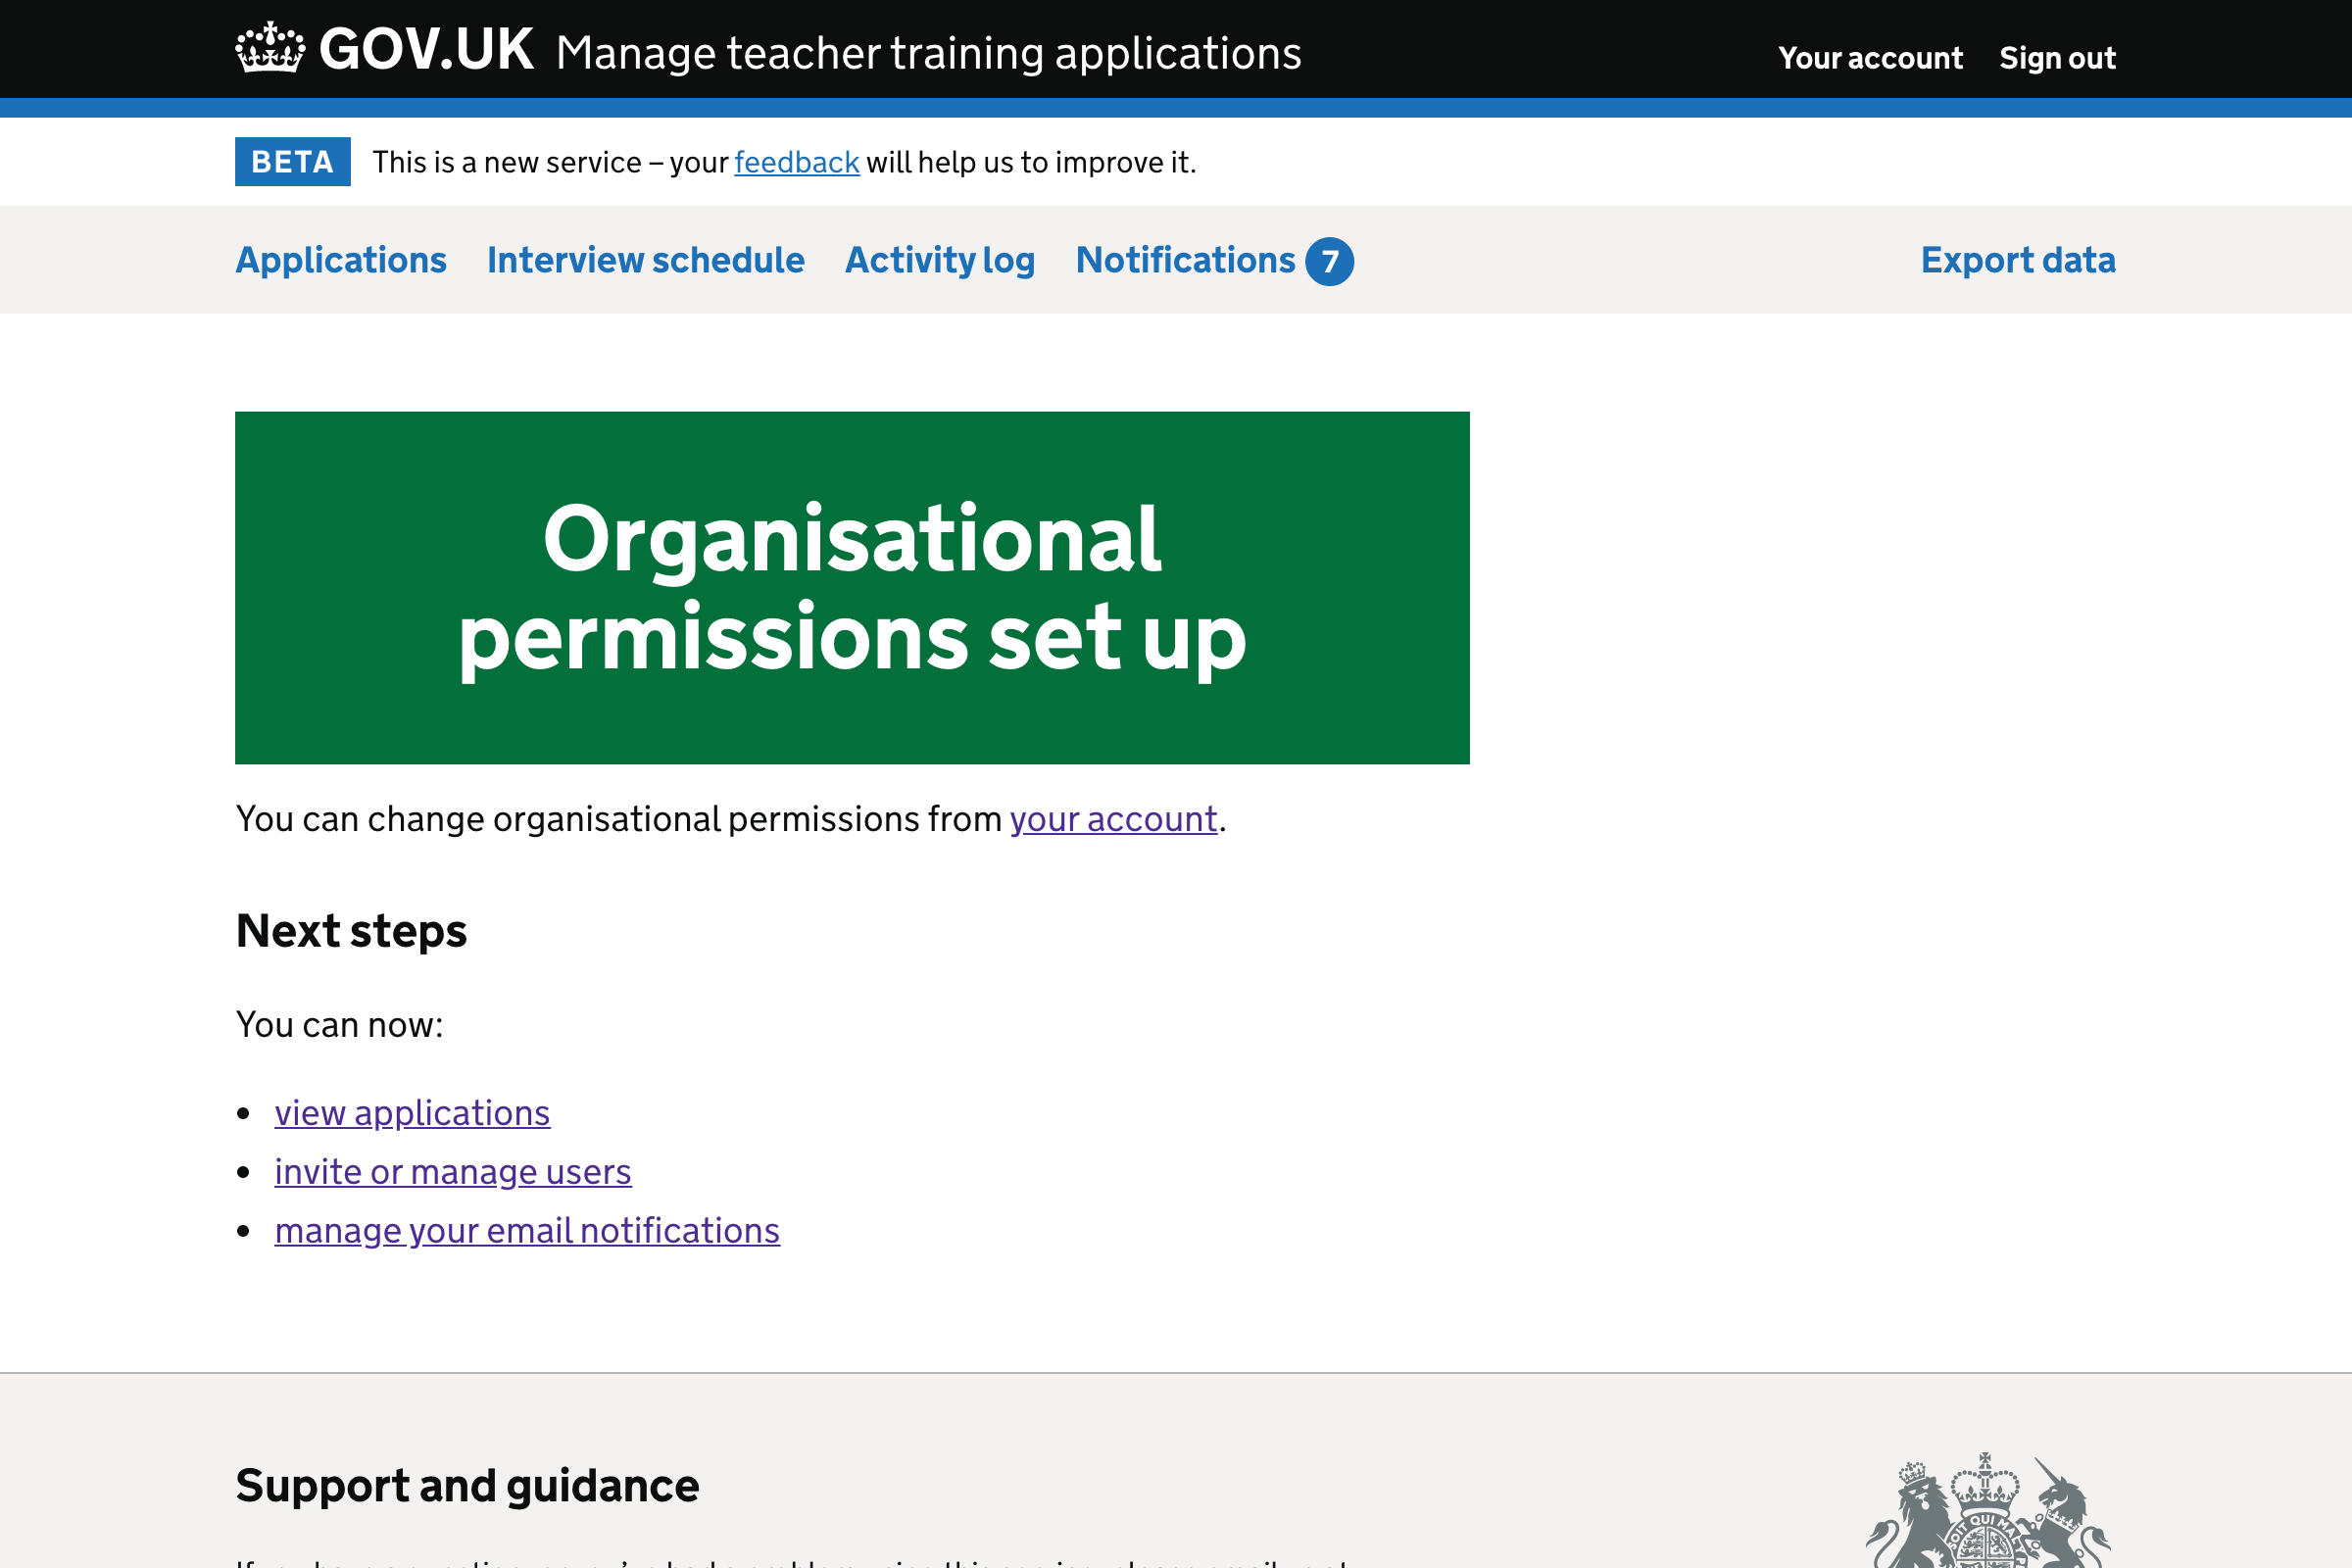 GOV.UK Manage teacher training applications
Your account Sign out
BETA This is a new service – your feedback will help us to improve it.
Applications Interview schedule Activity log Notifications 7 Export data
Organisational
permissions set up
You can change organisational permissions from your account.
Next steps
You can now:
• view applications
• invite or manage users
• manage your email notifications
Support and guidance